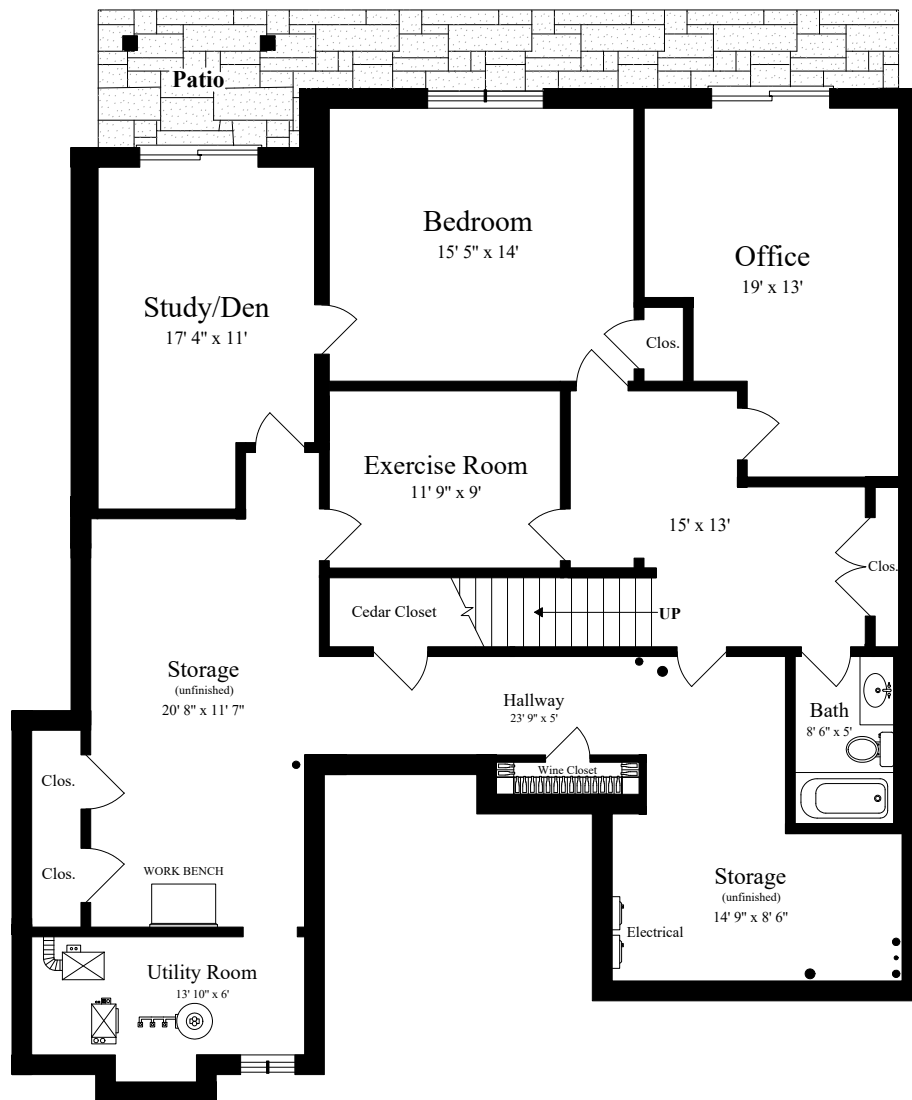 Patio
Bedroom
15' 5" x 14'
Office
19' x 13'
Study/Den
17' 4" x 11'
Clos.
Exercise Room
11' 9" x 9'
15' x 13'
Clos.
Cedar Closet
UP
Storage
(unfinished)
20' 8" x 11' 7"
Hallway
23' 9" x 5'
Bath
8' 6" x 5'
Wine Closet
Clos.
Clos.
WORK BENCH
Storage
(unfinished)
14' 9" x 8' 6"
Electrical
Utility Room
13' 10" x 6'